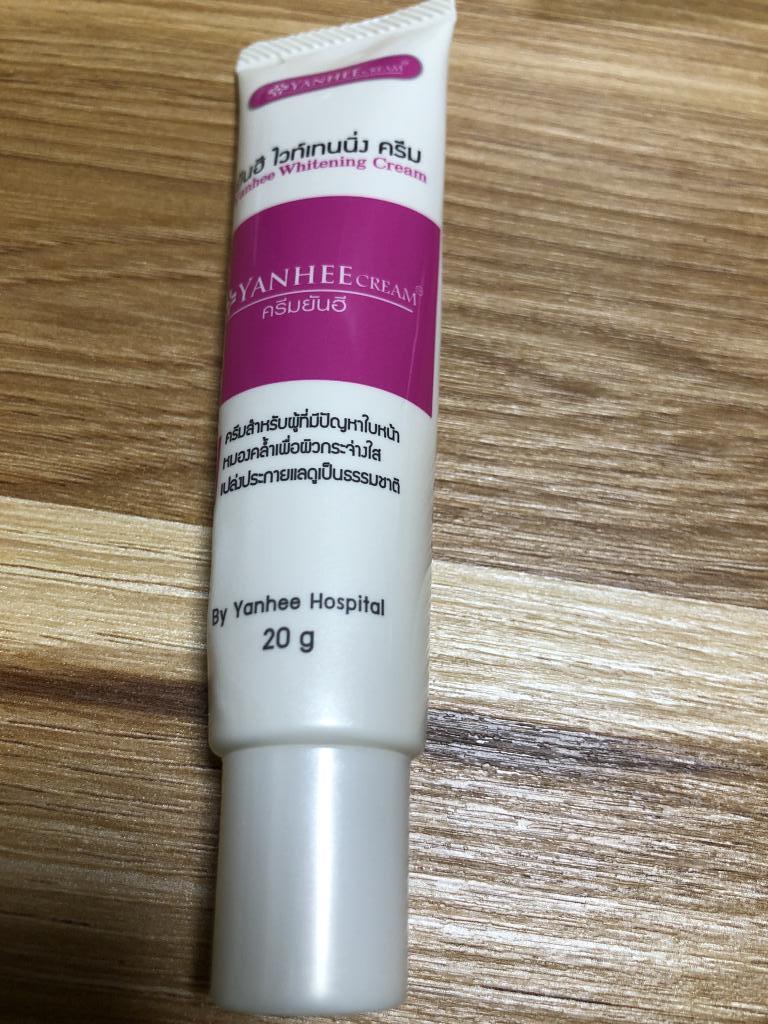 YANHEE CREAM®
ยันฮี ไวท์เทนนิ่ง ครีม
Yanhee Whitening Cream
YANHEE CREAM®
ครีมยันฮี
ครีมสำหรับผู้ที่มีปัญหาใบหน้า
หมองคล้ำเพื่อผิวกระจ่างใส
เปล่งประกายแลดูเป็นธรรมชาติ
By Yanhee Hospital
20 g